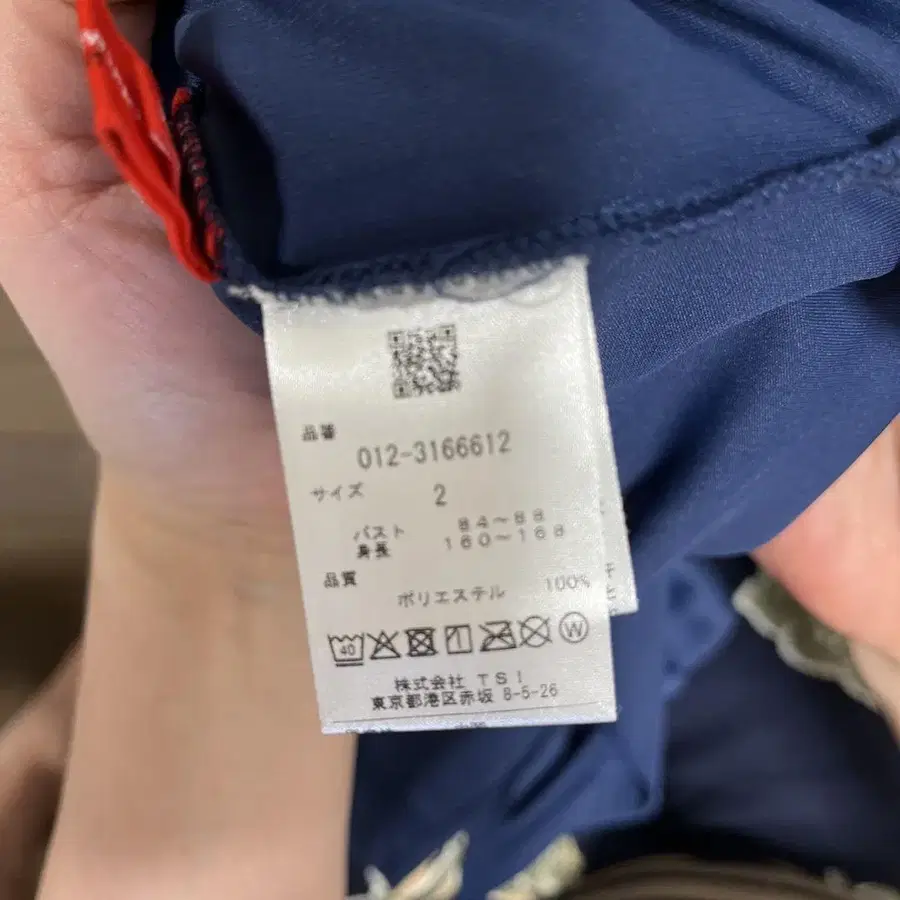 品番
012-3166612
サイズ 2
バスト 84~88
身長 160~168
品質
ポリエステル 100%
40 W
株式会社 TSI
東京都港区赤坂 8-5-26